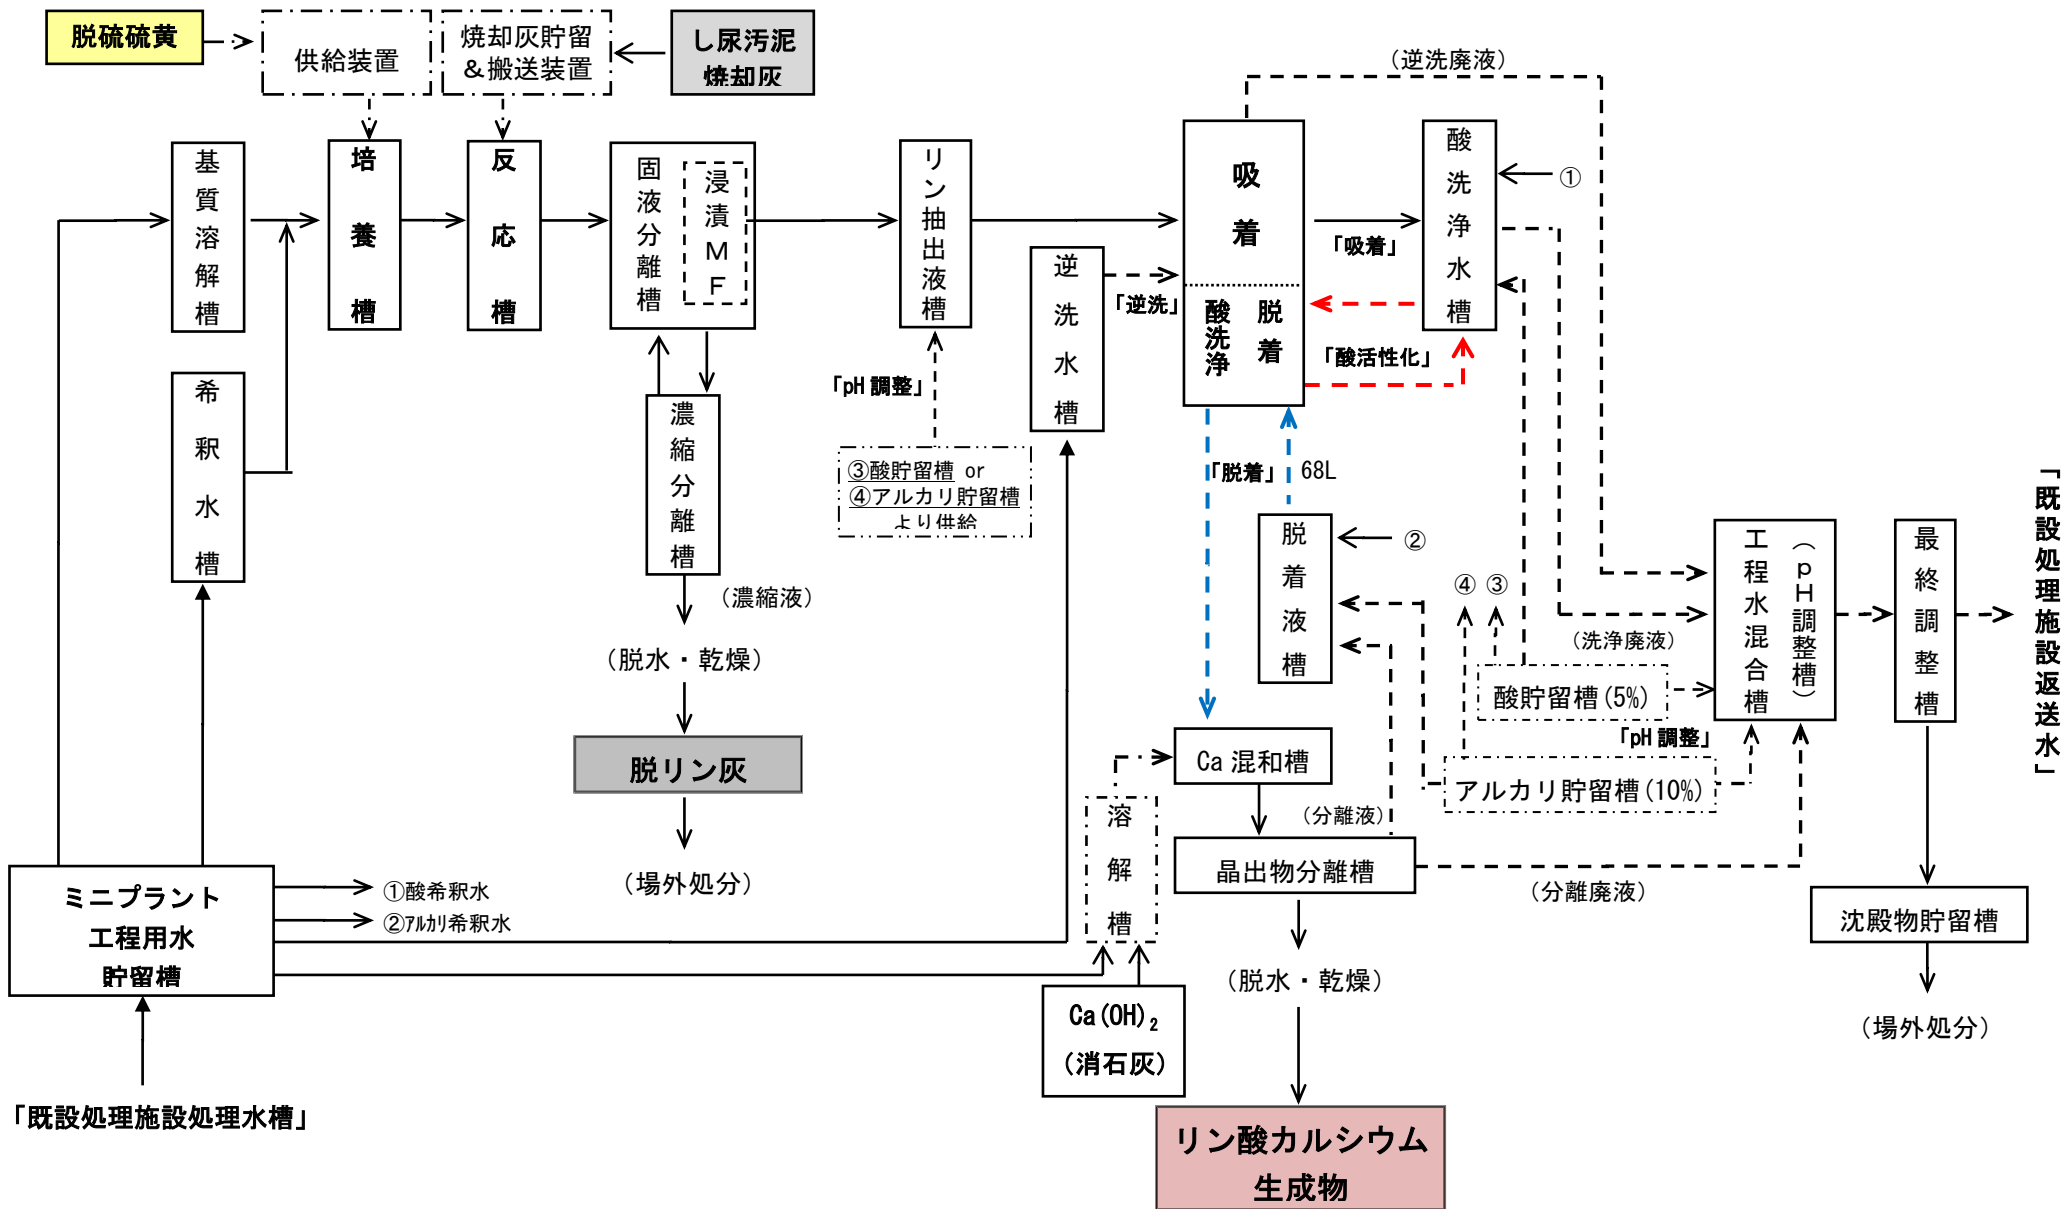 脱硫硫黄
供給装置
焼却灰貯留
＆搬送装置
し尿汚泥
焼却灰
（逆洗廃液）
基質溶解槽
培養槽
反応槽
固液分離槽
浸漬ＭＦ
リン抽出液槽
吸着
酸洗浄
脱着
酸洗浄水槽
①
「吸着」
「酸活性化」
逆洗水槽
「逆洗」
希釈水槽
濃縮分離槽
「pH 調整」
③酸貯留槽 or
④アルカリ貯留槽
より供給
「脱着」
68L
脱着液槽
②
④
③
（濃縮液）
（脱水・乾燥）
脱リン灰
（場外処分）
（洗浄廃液）
酸貯留槽(5%)
「pH 調整」
アルカリ貯留槽(10%)
工程水混合槽
（ｐＨ調整槽）
最終調整槽
「既設処理施設返送水」
Ca 混和槽
溶解槽
（分離液）
晶出物分離槽
（分離廃液）
沈殿物貯留槽
（場外処分）
ミニプラント
工程用水
貯留槽
①酸希釈水
②ｱﾙｶﾘ希釈水
「既設処理施設処理水槽」
Ca(OH)₂
（消石灰）
（脱水・乾燥）
リン酸カルシウム
生成物